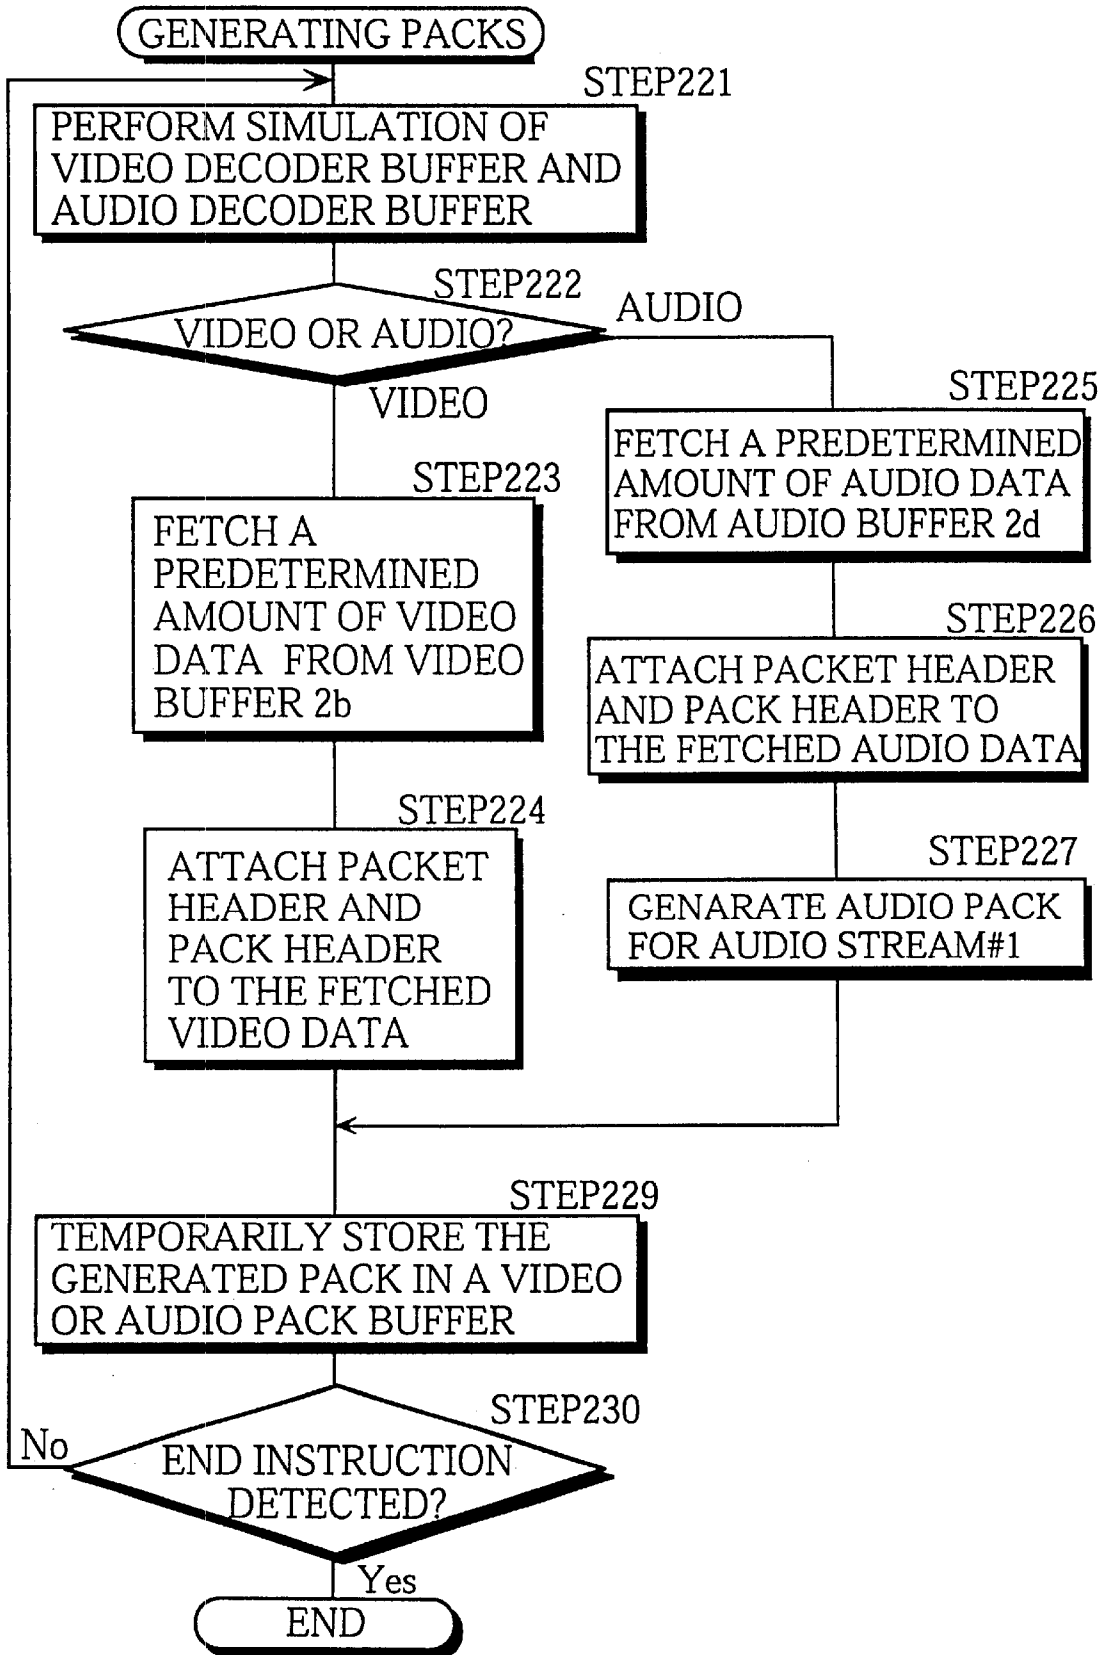 GENERATING PACKS
STEP221
PERFORM SIMULATION OF
VIDEO DECODER BUFFER AND
AUDIO DECODER BUFFER
STEP222
VIDEO OR AUDIO?
AUDIO
VIDEO
STEP223
FETCH A
PREDETERMINED
AMOUNT OF VIDEO
DATA FROM VIDEO
BUFFER 2b
STEP224
ATTACH PACKET
HEADER AND
PACK HEADER
TO THE FETCHED
VIDEO DATA
STEP225
FETCH A PREDETERMINED
AMOUNT OF AUDIO DATA
FROM AUDIO BUFFER 2d
STEP226
ATTACH PACKET HEADER
AND PACK HEADER TO
THE FETCHED AUDIO DATA
STEP227
GENARATE AUDIO PACK
FOR AUDIO STREAM#1
STEP229
TEMPORARILY STORE THE
GENERATED PACK IN A VIDEO
OR AUDIO PACK BUFFER
STEP230
END INSTRUCTION
DETECTED?
No
Yes
END